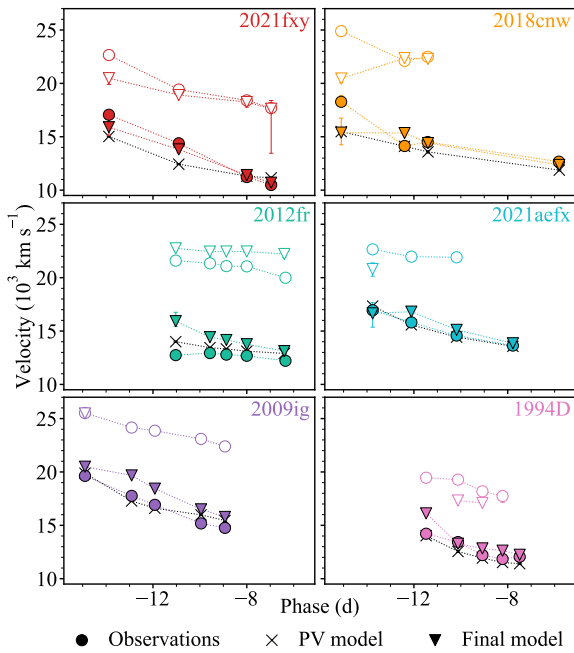 2021fxy
2018cnw
25
20
15
10
2012fr
2021aefx
25
20
15
10
Velocity (10³ km s⁻¹)
2009ig
1994D
25
20
15
10
−12
−8
−12
−8
Phase (d)
Observations
PV model
Final model